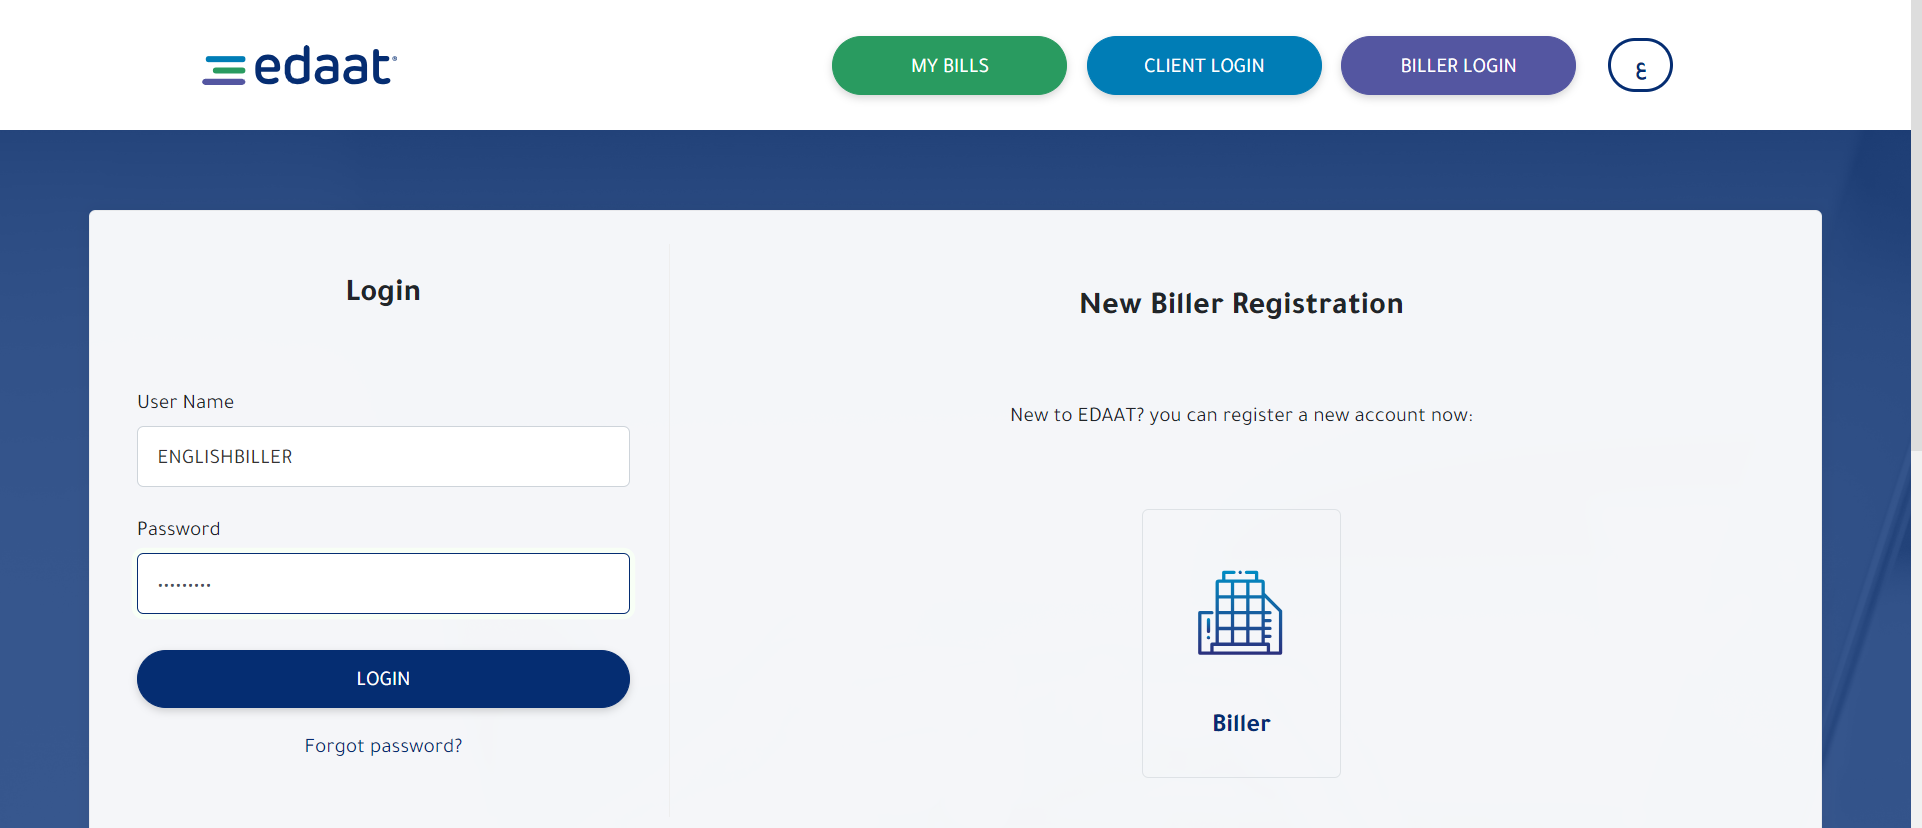 edaat®
MY BILLS
CLIENT LOGIN
BILLER LOGIN
ع
Login
User Name
ENGLISHBILLER
Password
•••••••••
LOGIN
Forgot password?
New Biller Registration
New to EDAAT? you can register a new account now:
Biller